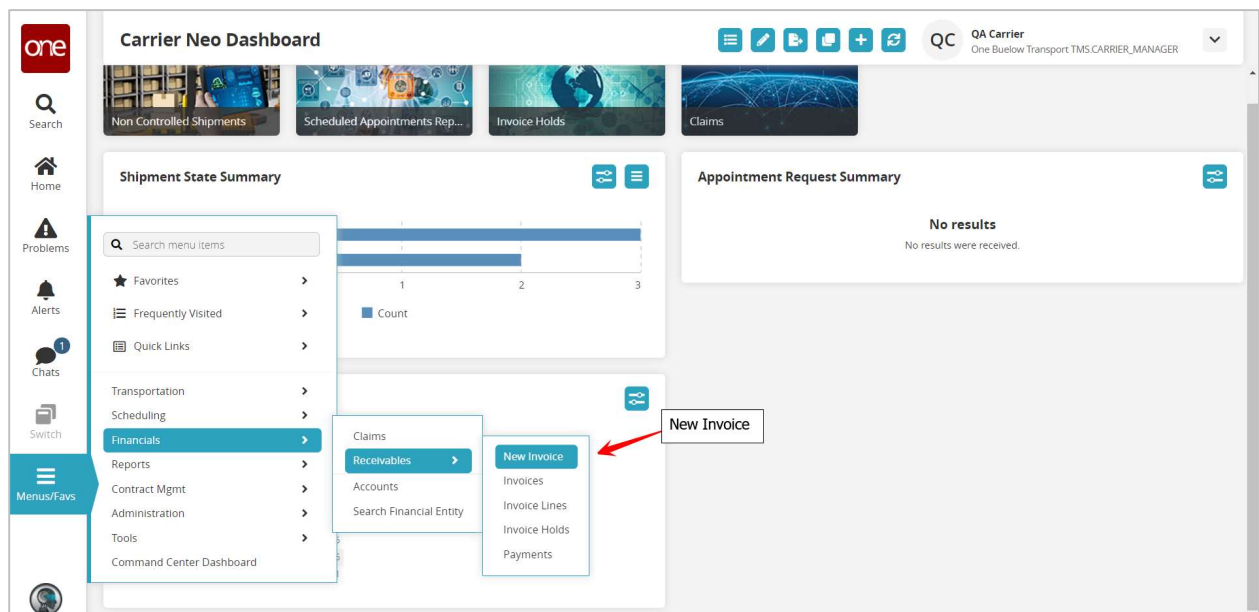 one
Carrier Neo Dashboard
QC
QA Carrier
One Buelow Transport TMS.CARRIER_MANAGER
Search
Home
Problems
Alerts
1
Chats
Switch
Menus/Favs
Non Controlled Shipments
Scheduled Appointments Rep...
Invoice Holds
Claims
Shipment State Summary
Appointment Request Summary
No results
No results were received.
1
2
3
Count
Search menu items
Favorites
Frequently Visited
Quick Links
Transportation
Scheduling
Financials
Reports
Contract Mgmt
Administration
Tools
Command Center Dashboard
Claims
Receivables
Accounts
Search Financial Entity
New Invoice
Invoices
Invoice Lines
Invoice Holds
Payments
New Invoice